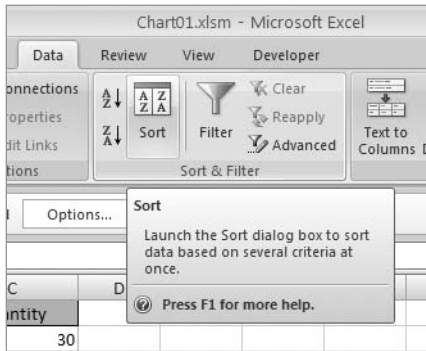 Chart01.xlsm - Microsoft Excel
Data Review View Developer
onnections
roperties
dit Links
tions
A
Z
Z
A
A Z
Z A
Sort
Filter
Clear
Reapply
Advanced
Sort & Filter
Text to
Columns
Options...
Sort
Launch the Sort dialog box to sort
data based on several criteria at
once.
Press F1 for more help.
C D
ntity
30